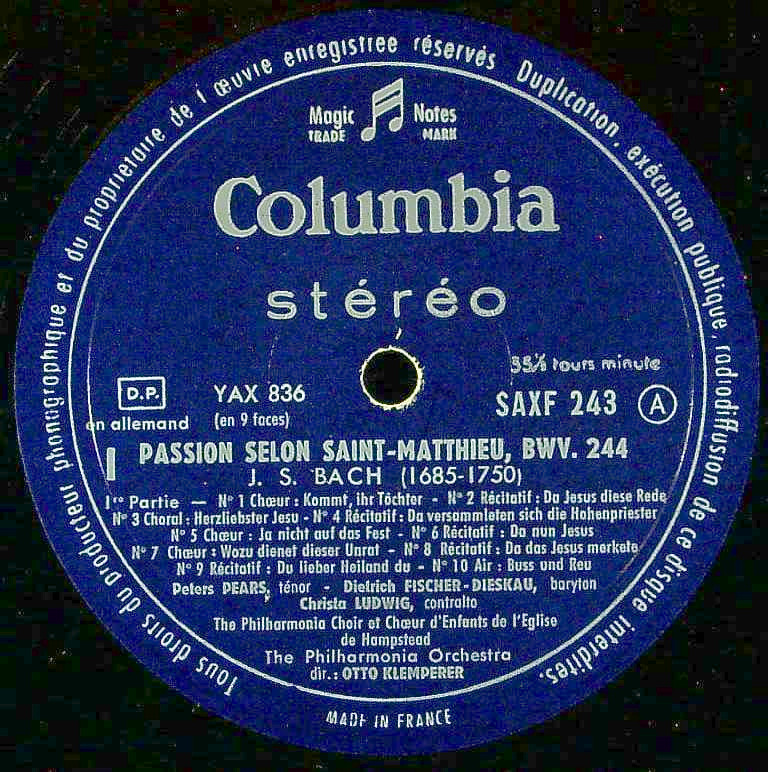 Tous droits du producteur phonographique et du proprietaire de l'œuvre enregistree réservés Duplication, exécution publique, radiodiffusion de ce disque interdites.
Magic Notes
TRADE MARK
Columbia
stéréo
33⅓ tours minute
D.P. YAX 836 SAXF 243 A
en allemand (en 9 faces)
I PASSION SELON SAINT-MATTHIEU, BWV. 244
J. S. BACH (1685-1750)
1re Partie — N° 1 Chœur : Kommt, ihr Töchter - N° 2 Récitatif : Da Jesus diese Rede
N° 3 Choral : Herzliebster Jesu - N° 4 Récitatif : Da versammleten sich die Hohenpriester
N° 5 Chœur : Ja nicht auf das Fest - N° 6 Récitatif : Da nun Jesus
N° 7 Chœur : Wozu dienet dieser Unrat - N° 8 Récitatif : Da das Jesus merkete
N° 9 Récitatif : Du lieber Heiland du - N° 10 Air : Buss und Reu
Peters PEARS, ténor - Dietrich FISCHER-DIESKAU, baryton
Christa LUDWIG, contralto
The Philharmonia Choir et Chœur d'Enfants de l'Eglise
de Hampstead
The Philharmonia Orchestra
dir. : OTTO KLEMPERER
MADE IN FRANCE